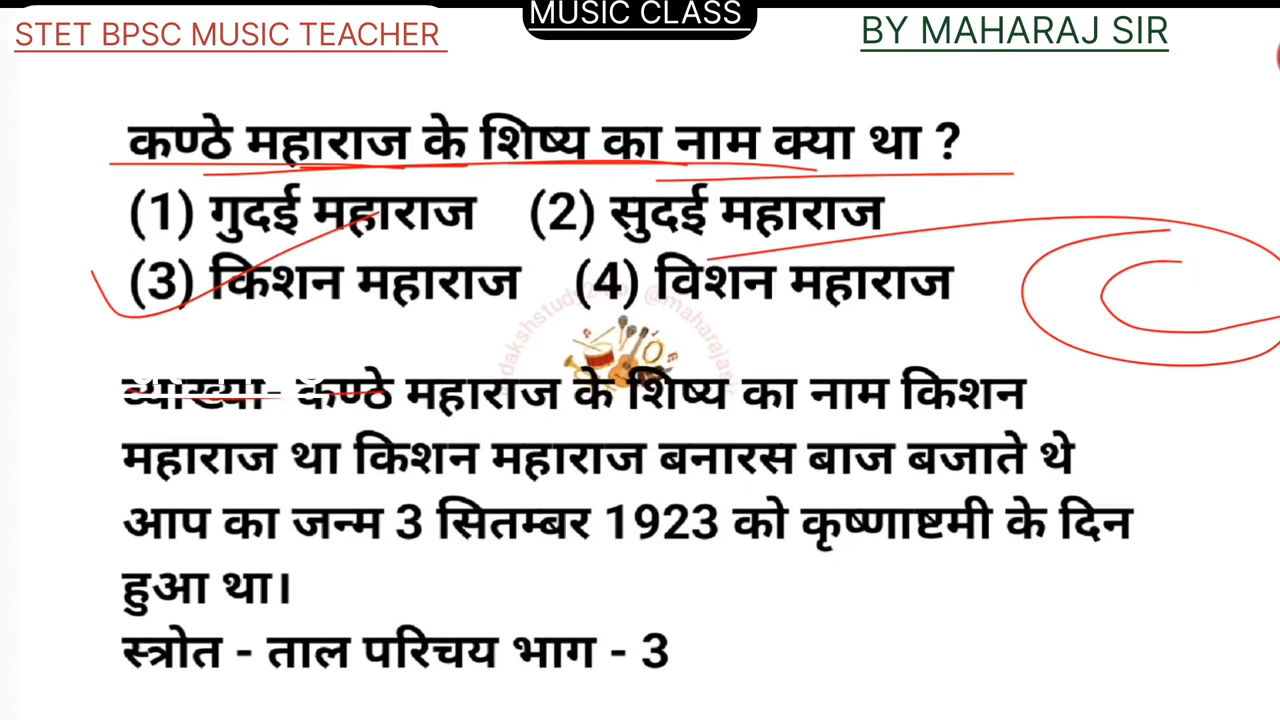 MUSIC CLASS
STET BPSC MUSIC TEACHER
BY MAHARAJ SIR
कण्ठे महाराज के शिष्य का नाम क्या था ?
(1) गुदई महाराज (2) सुदई महाराज
(3) किशन महाराज (4) विशन महाराज
व्याख्या- कण्ठे महाराज के शिष्य का नाम किशन
महाराज था किशन महाराज बनारस बाज बजाते थे
आप का जन्म 3 सितम्बर 1923 को कृष्णाष्टमी के दिन
हुआ था।
स्त्रोत - ताल परिचय भाग - 3